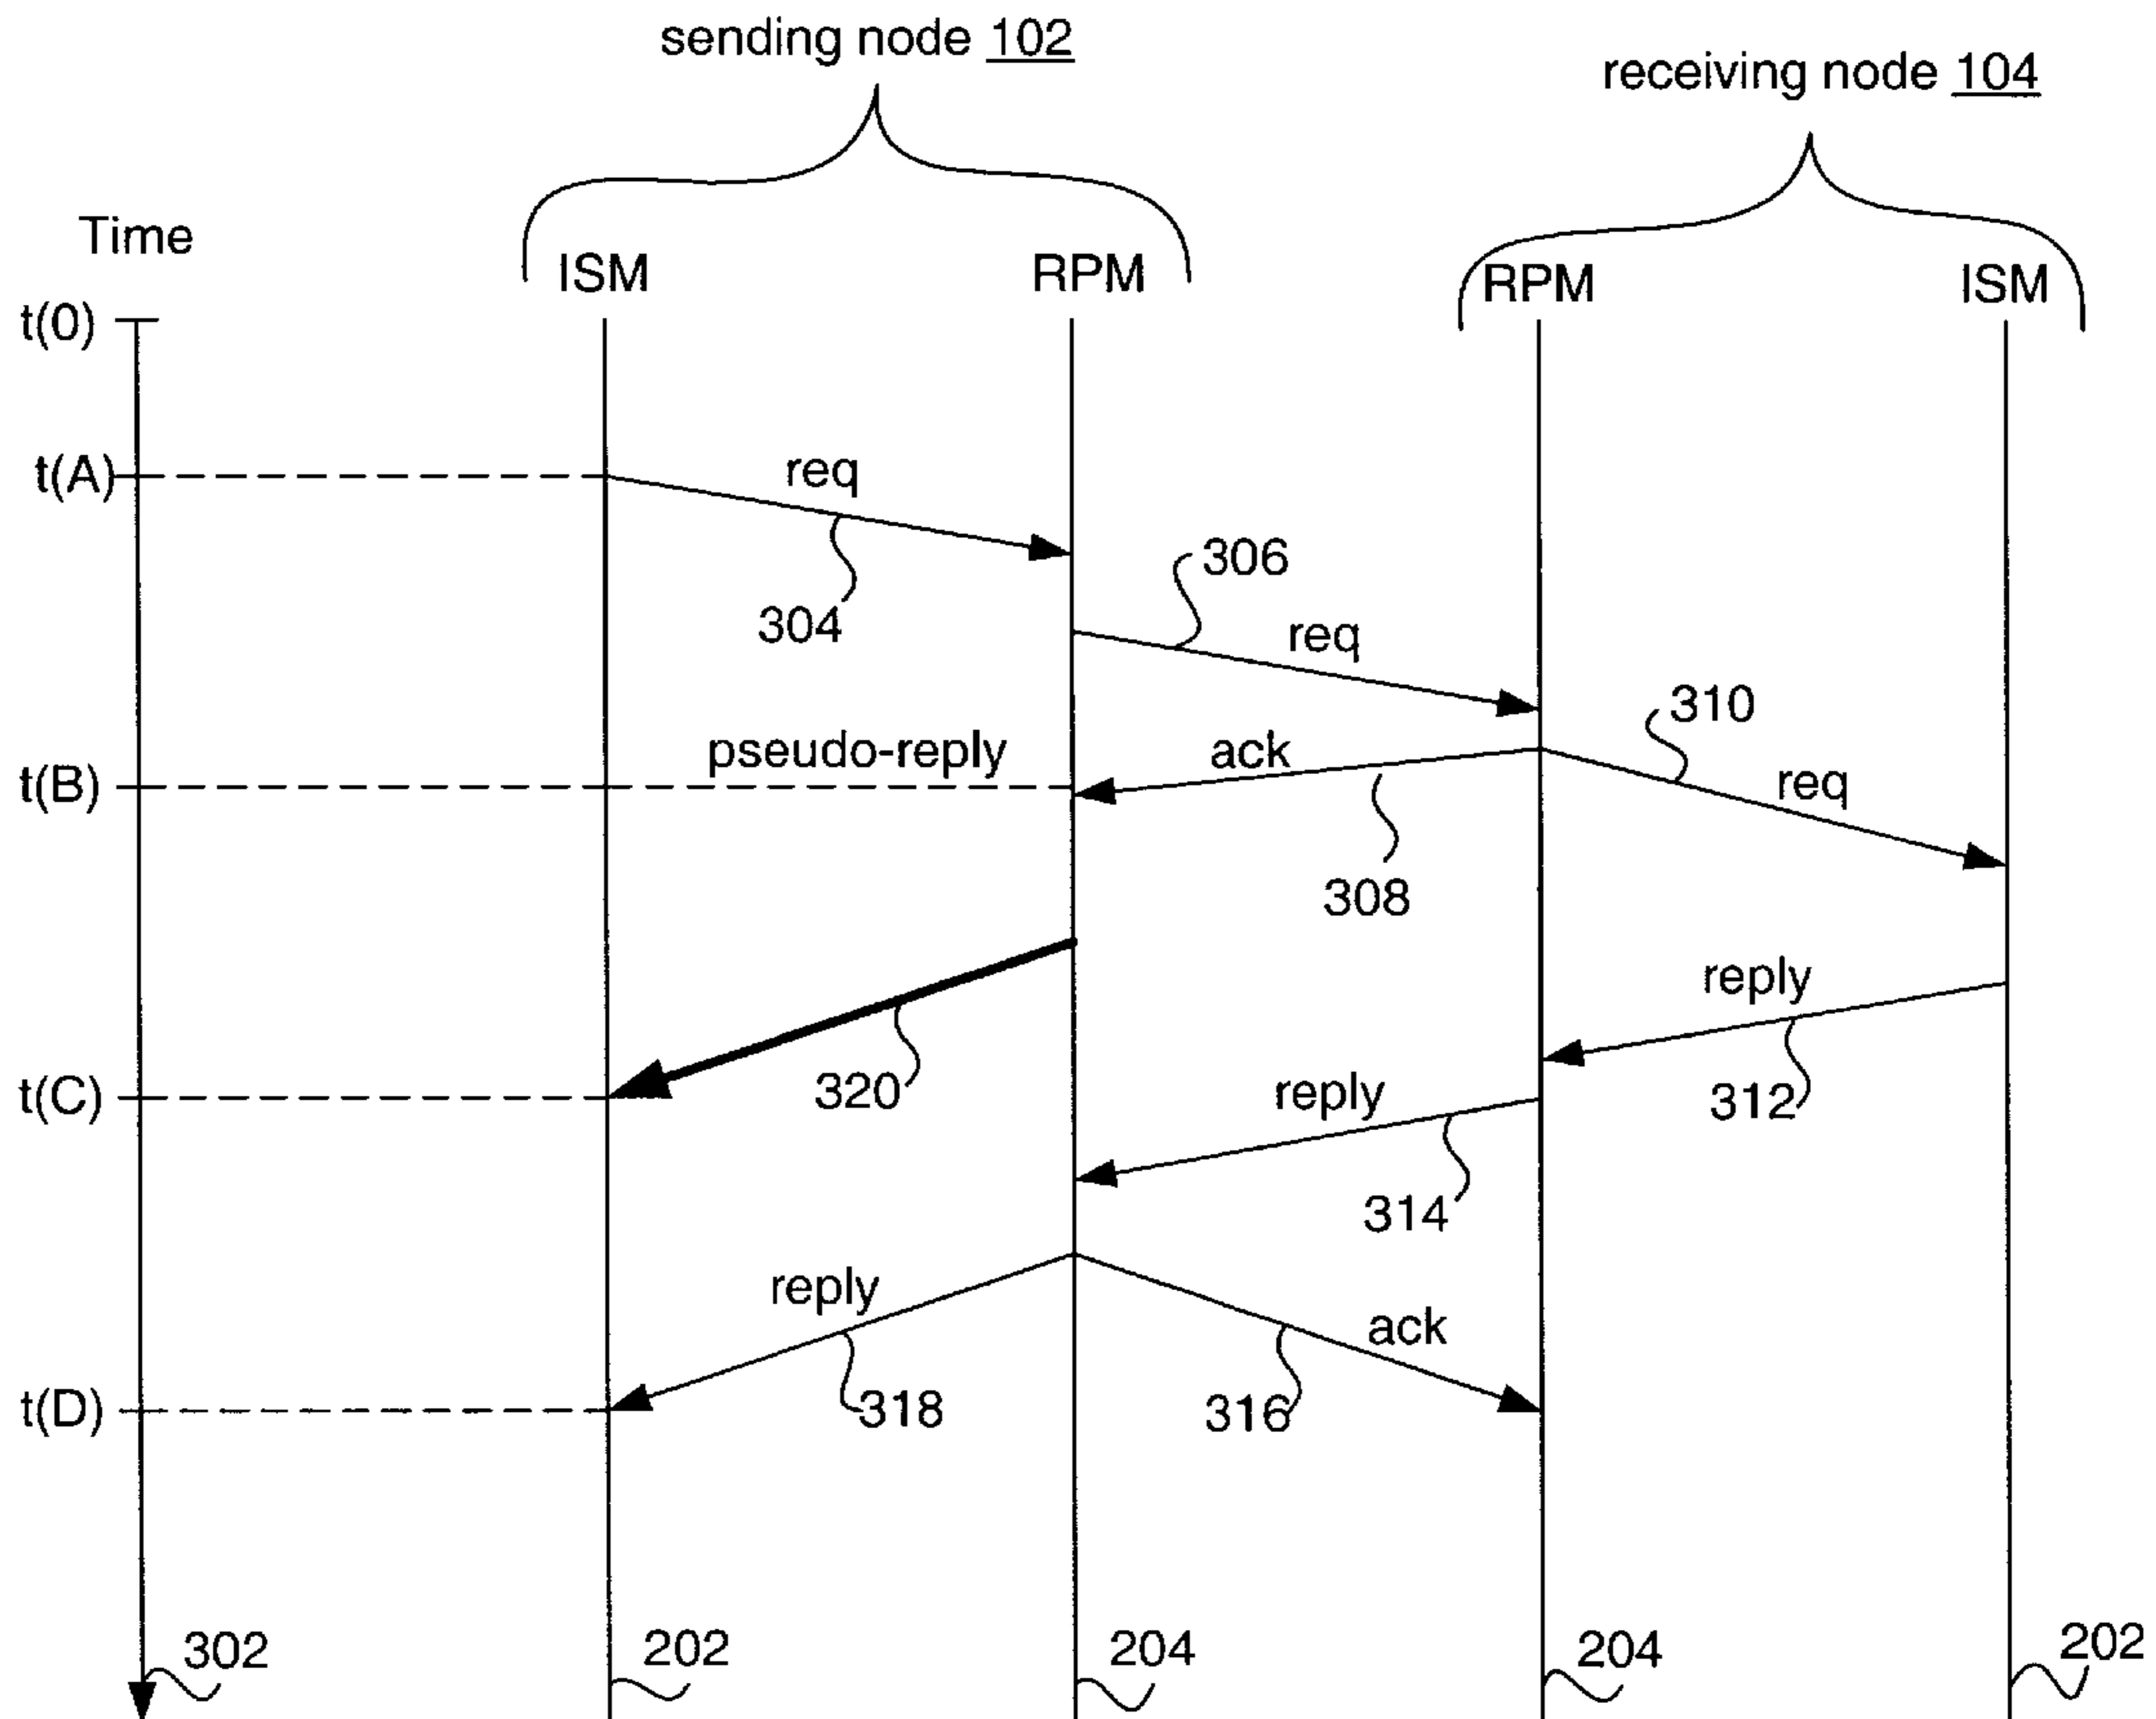 sending node 102
receiving node 104
Time
ISM
RPM
RPM
ISM
t(0)
t(A)
req
304
306
req
310
req
t(B)
pseudo-reply
ack
308
reply
312
320
t(C)
reply
314
reply
ack
318
316
t(D)
302
202
204
204
202